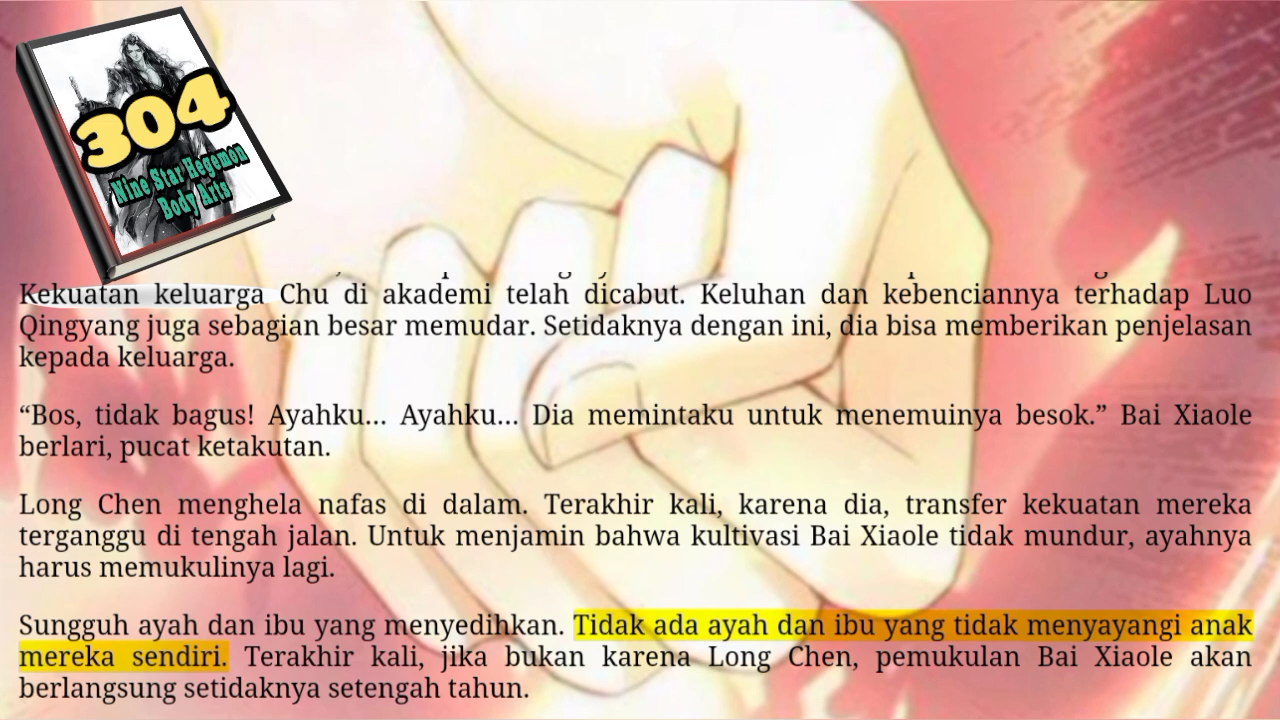 304
Nine Star Hegemon
Body Arts
Kekuatan keluarga Chu di akademi telah dicabut. Keluhan dan kebenciannya terhadap Luo
Qingyang juga sebagian besar memudar. Setidaknya dengan ini, dia bisa memberikan penjelasan
kepada keluarga.
“Bos, tidak bagus! Ayahku… Ayahku… Dia memintaku untuk menemuinya besok.” Bai Xiaole
berlari, pucat ketakutan.
Long Chen menghela nafas di dalam. Terakhir kali, karena dia, transfer kekuatan mereka
terganggu di tengah jalan. Untuk menjamin bahwa kultivasi Bai Xiaole tidak mundur, ayahnya
harus memukulinya lagi.
Sungguh ayah dan ibu yang menyedihkan. Tidak ada ayah dan ibu yang tidak menyayangi anak
mereka sendiri. Terakhir kali, jika bukan karena Long Chen, pemukulan Bai Xiaole akan
berlangsung setidaknya setengah tahun.